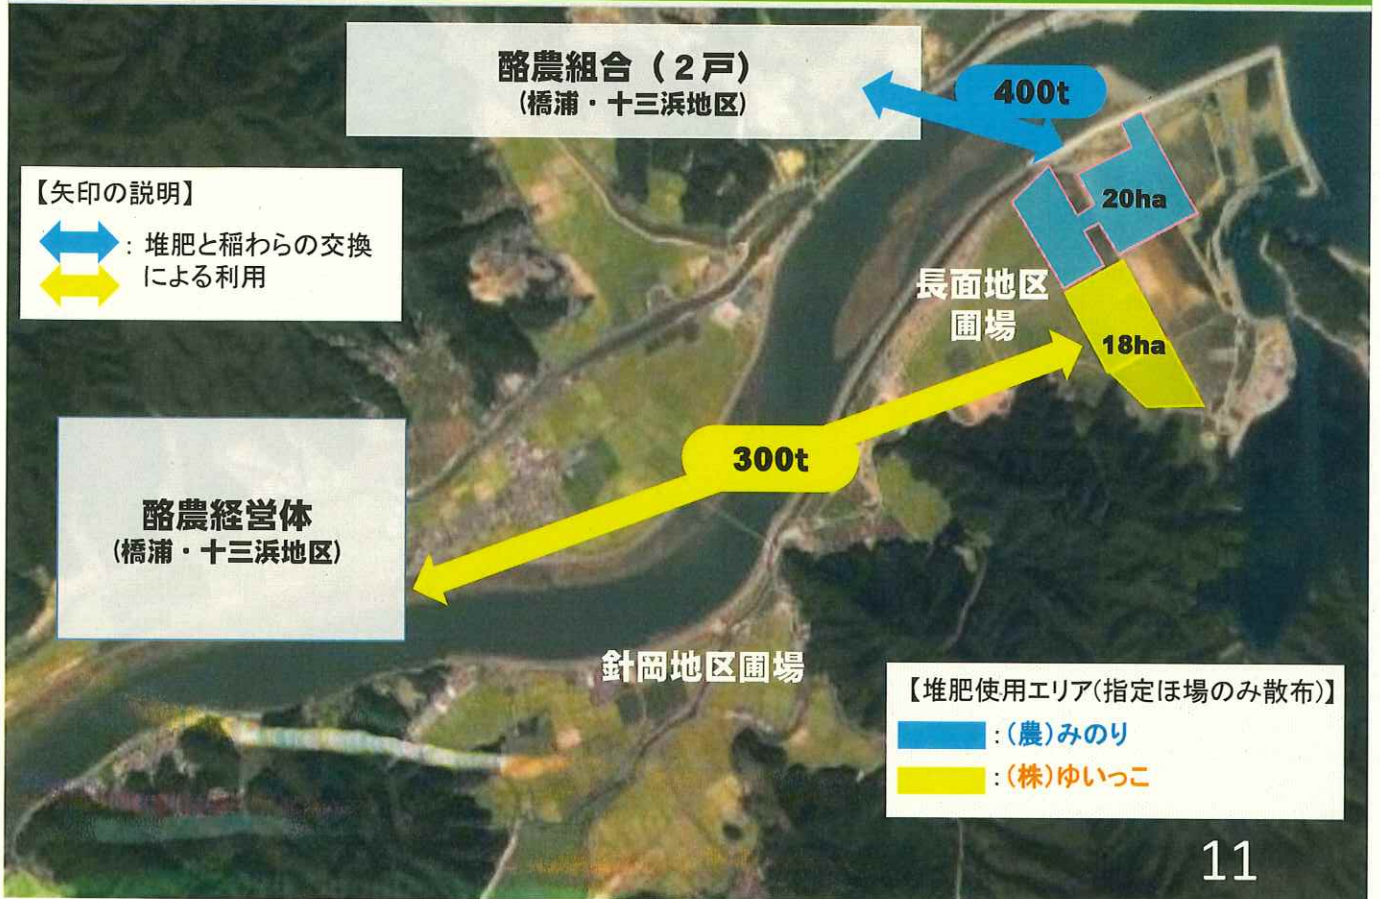 酪農組合（２戸）
（橋浦・十三浜地区）
400t
【矢印の説明】
：堆肥と稲わらの交換
による利用
20ha
長面地区
圃場
18ha
300t
酪農経営体
（橋浦・十三浜地区）
針岡地区圃場
【堆肥使用エリア(指定ほ場のみ散布)】
：(農)みのり
：(株)ゆいっこ
11